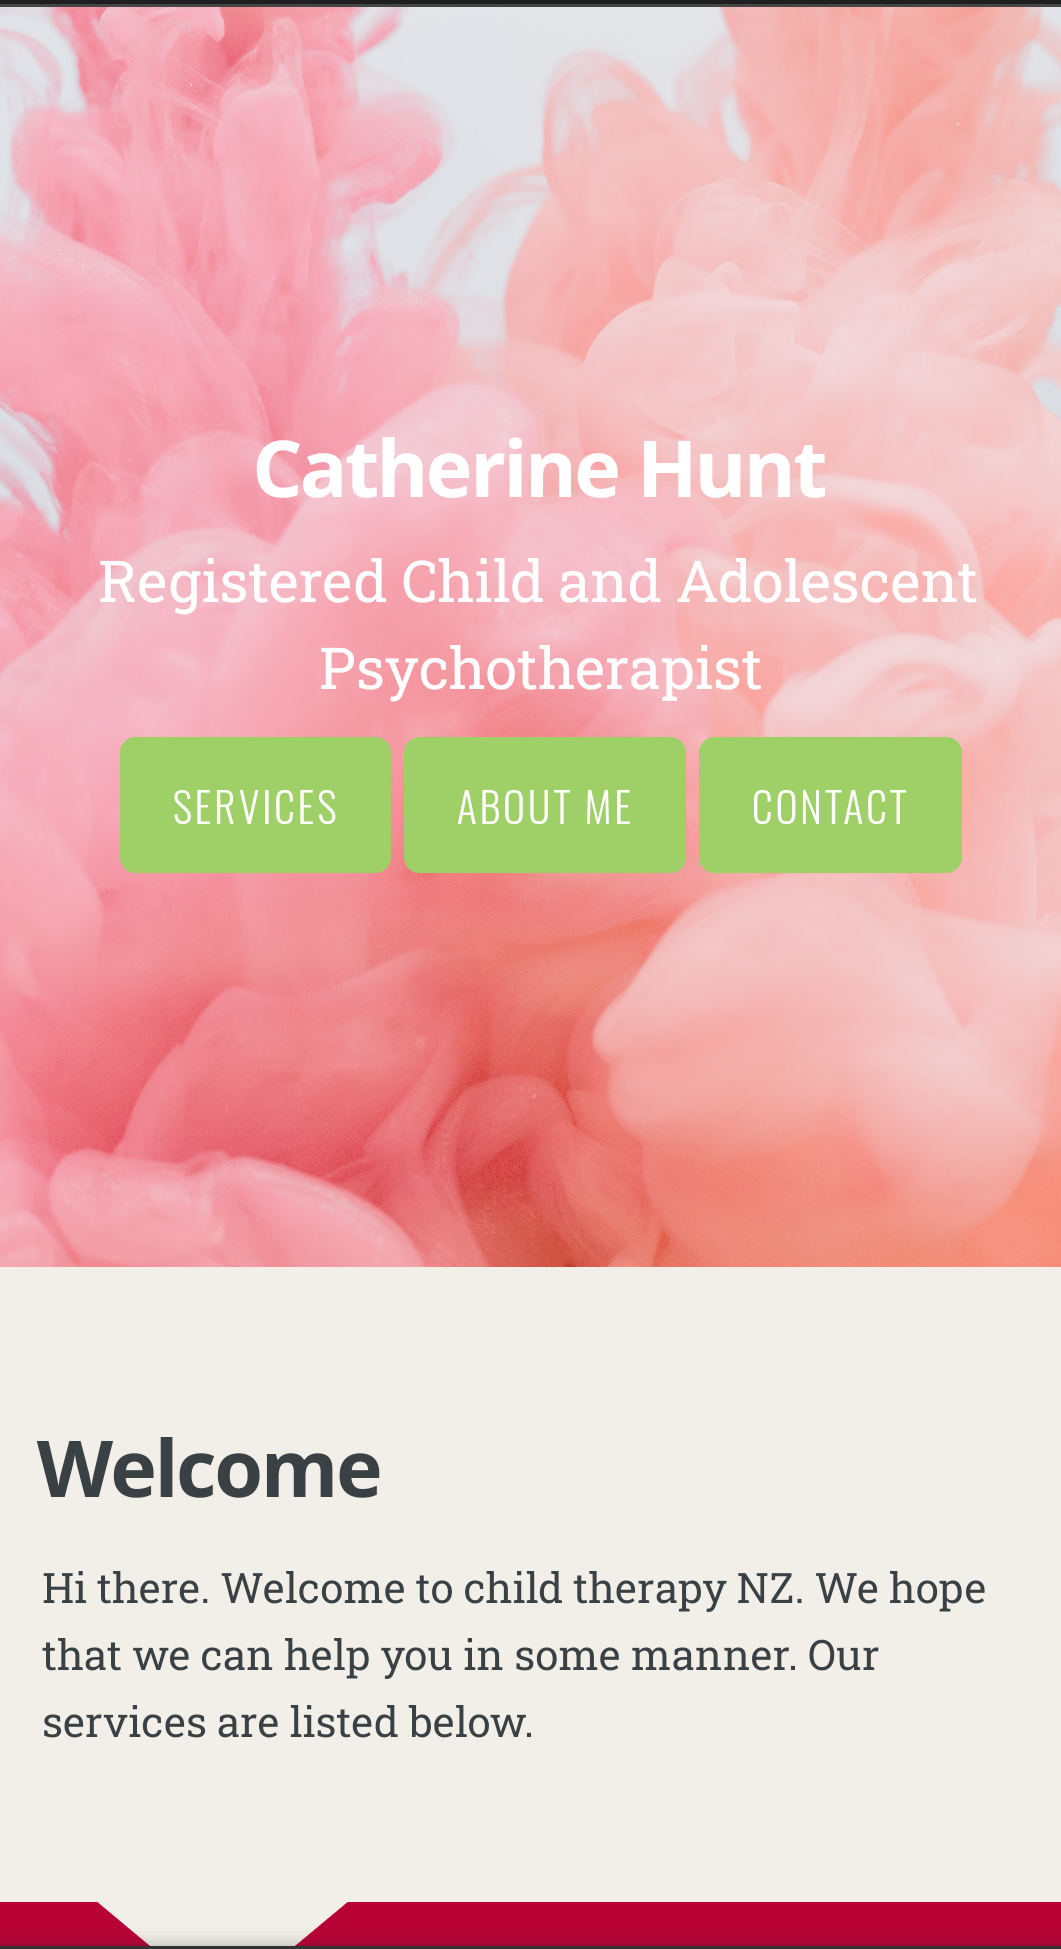 Catherine Hunt
Registered Child and Adolescent
Psychotherapist
SERVICES ABOUT ME CONTACT
Welcome
Hi there. Welcome to child therapy NZ. We hope
that we can help you in some manner. Our
services are listed below.